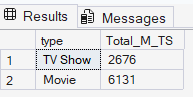 Results Messages
type Total_M_TS
1 TV Show 2676
2 Movie 6131